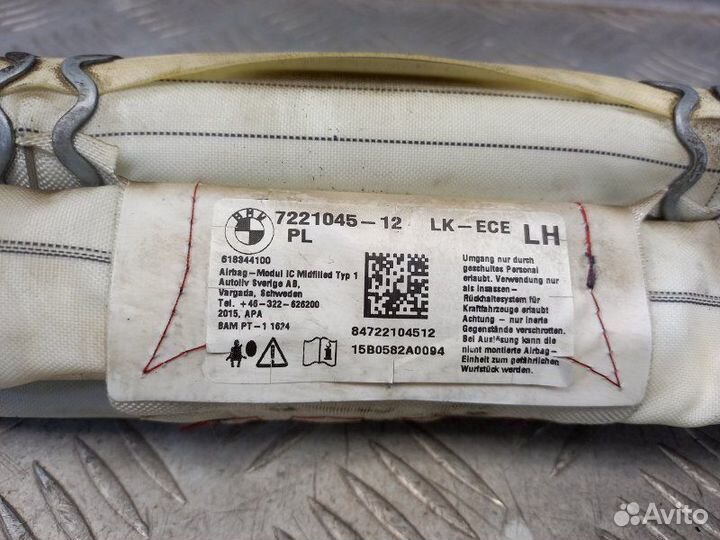 BMW
7221045-12 LK-ECE LH
PL
618344100
Airbag-Modul IC Midfilled Typ 1
Autoliv Sverige AB,
Vargada, Schweden
Tel. +46-322-626200
2015, APA
BAM PT-1 1624
84722104512
15B0582A0094
Umgang nur durch
geschultes Personal
erlaubt. Verwendung nur
als Insassen-
Rückhaltesystem für
Kraftfahrzeuge erlaubt
Achtung - nur inerte
Gegenstände verschrotten.
Bei Auslösung kann die
nicht montierte Airbag-
Einheit zum gefährlichen
Wurfstück werden.
Avito